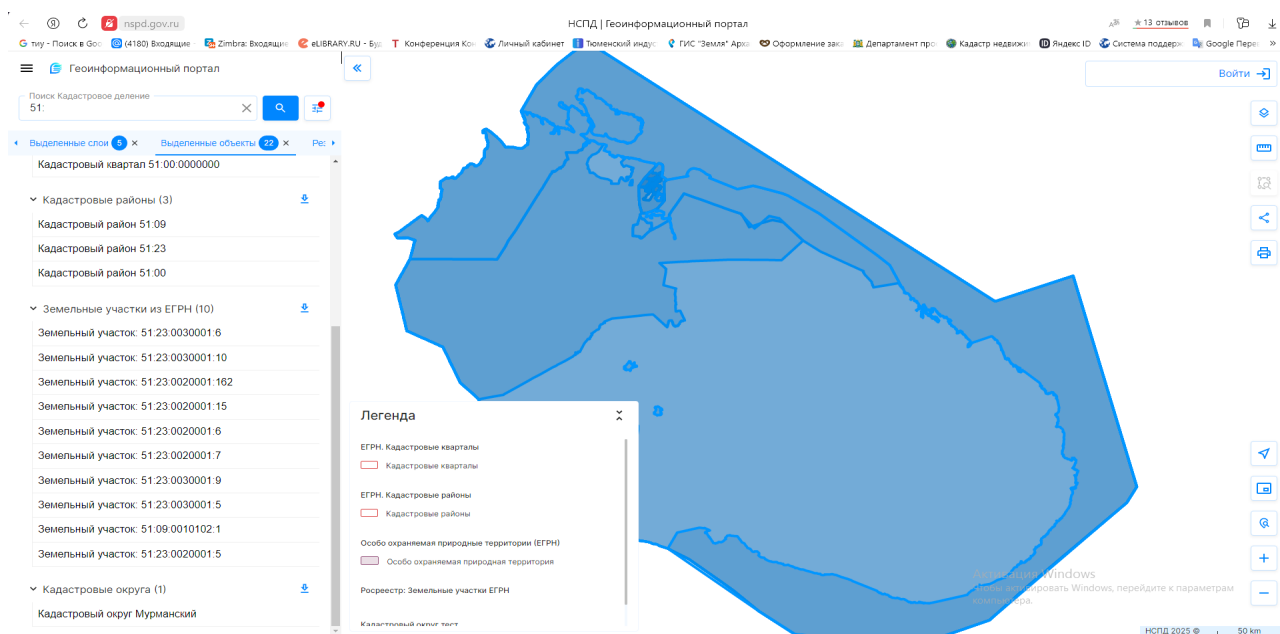 nspd.gov.ru
НСПД | Геоинформационный портал
★ 13 отзывов
тиу - Поиск в Goo
(4180) Входящие
Zimbra: Входящие
eLIBRARY.RU - Буд
Конференция Кон
Личный кабинет
Тюменский индус
ГИС "Земля" Арха
Оформление зака
Департамент про
Кадастр недвижи
Яндекс ID
Система поддерж
Google Перев
Геоинформационный портал
Войти
Поиск Кадастровое деление
51:
Выделенные слои 5 ×
Выделенные объекты 22 ×
Рез
Кадастровый квартал 51:00:0000000
Кадастровые районы (3)
Кадастровый район 51:09
Кадастровый район 51:23
Кадастровый район 51:00
Земельные участки из ЕГРН (10)
Земельный участок: 51:23:0030001:6
Земельный участок: 51:23:0030001:10
Земельный участок: 51:23:0020001:162
Земельный участок: 51:23:0020001:15
Земельный участок: 51:23:0020001:6
Земельный участок: 51:23:0020001:7
Земельный участок: 51:23:0030001:9
Земельный участок: 51:23:0030001:5
Земельный участок: 51:09:0010102:1
Земельный участок: 51:23:0020001:5
Кадастровые округа (1)
Кадастровый округ Мурманский
Легенда
ЕГРН. Кадастровые кварталы
Кадастровые кварталы
ЕГРН. Кадастровые районы
Кадастровые районы
Особо охраняемая природные территории (ЕГРН)
Особо охраняемая природная территория
Росреестр: Земельные участки ЕГРН
Кадастровый округ тест
Активация Windows
Чтобы активировать Windows, перейдите к параметрам
компьютера.
НСПД 2025 ©
50 km